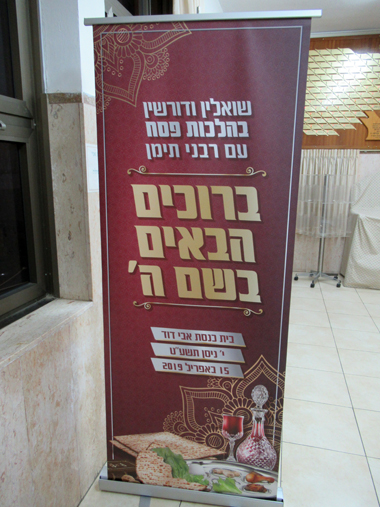 שואלין ודורשין
בהלכות פסח
עם רבני תימן
ברוכים
הבאים
בשם ה'
בית כנסת אבי דוד
י' ניסן תשע"ט
15 באפריל 2019